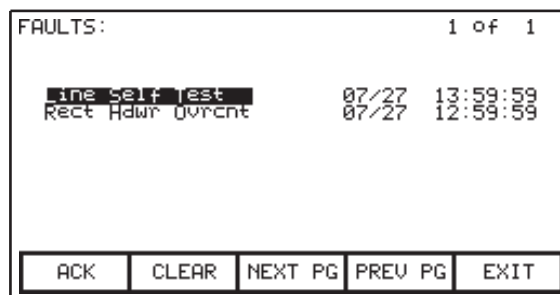 FAULTS: 1 of 1
Line Self Test 07/27 13:59:59
Rect Hdwr Ovrcnt 07/27 12:59:59
ACK CLEAR NEXT PG PREV PG EXIT